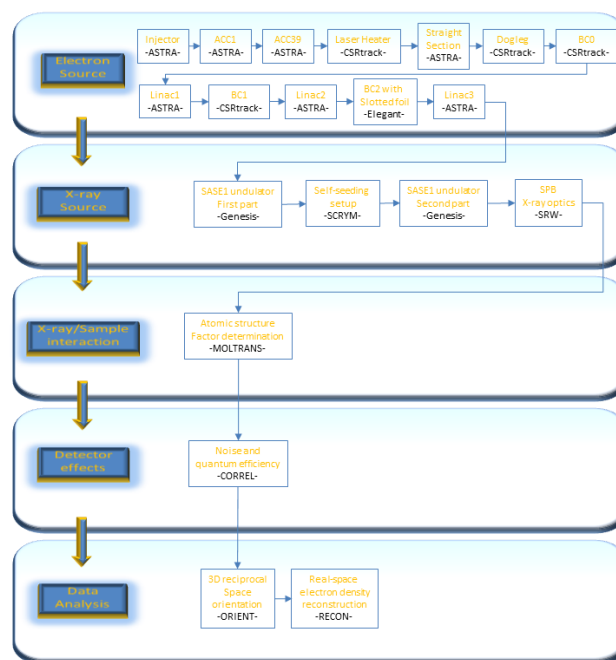 Electron
Source
Injector
-ASTRA-
ACC1
-ASTRA-
ACC39
-ASTRA-
Laser Heater
-CSRtrack-
Straight
Section
-ASTRA-
Dogleg
-CSRtrack-
BC0
-CSRtrack-
Linac1
-ASTRA-
BC1
-CSRtrack-
Linac2
-ASTRA-
BC2 with
Slotted foil
-Elegant-
Linac3
-ASTRA-
X-ray
Source
SASE1 undulator
First part
-Genesis-
Self-seeding
setup
-SCRYM-
SASE1 undulator
Second part
-Genesis-
SPB
X-ray optics
-SRW-
X-ray/Sample
interaction
Atomic structure
Factor determination
-MOLTRANS-
Detector
effects
Noise and
quantum efficiency
-CORREL-
Data
Analysis
3D reciprocal
Space
orientation
-ORIENT-
Real-space
electron density
reconstruction
-RECON-